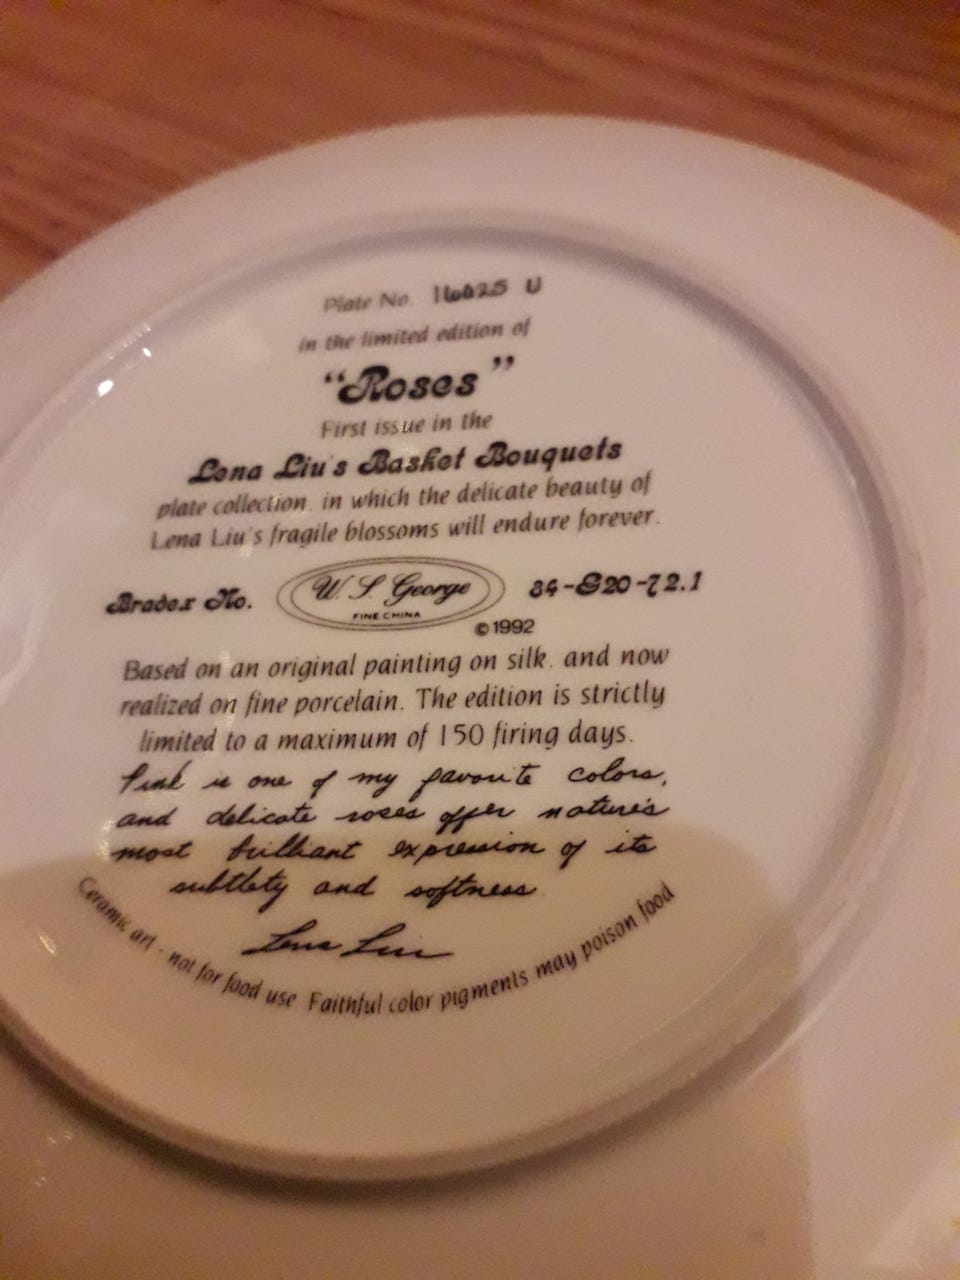 Plate No. 16025 U
in the limited edition of
"Roses"
First issue in the
Lena Liu's Basket Bouquets
plate collection, in which the delicate beauty of
Lena Liu's fragile blossoms will endure forever.
Bradex No. W. S. George 84-G20-72.1
FINE CHINA
©1992
Based on an original painting on silk, and now
realized on fine porcelain. The edition is strictly
limited to a maximum of 150 firing days.
Pink is one of my favorite colors,
and delicate roses offer nature's
most brilliant expression of its
subtlety and softness.
Lena Liu
Ceramic art - not for food use Faithful color pigments may poison food